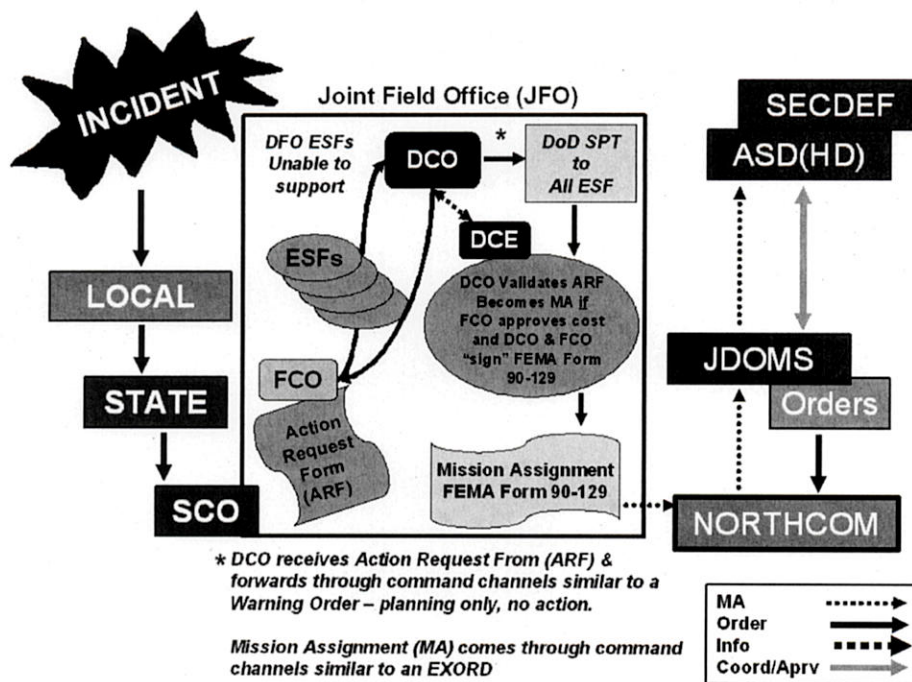 INCIDENT
LOCAL
STATE
SCO
Joint Field Office (JFO)
DFO ESFs
Unable to
support
DCO
*
DoD SPT
to
All ESF
DCE
ESFs
DCO Validates ARF
Becomes MA if
FCO approves cost
and DCO & FCO
“sign” FEMA Form
90-129
FCO
Action
Request
Form
(ARF)
Mission Assignment
FEMA Form 90-129
SECDEF
ASD(HD)
JDOMS
Orders
NORTHCOM
* DCO receives Action Request From (ARF) &
forwards through command channels similar to a
Warning Order – planning only, no action.
Mission Assignment (MA) comes through command
channels similar to an EXORD
MA
Order
Info
Coord/Aprv